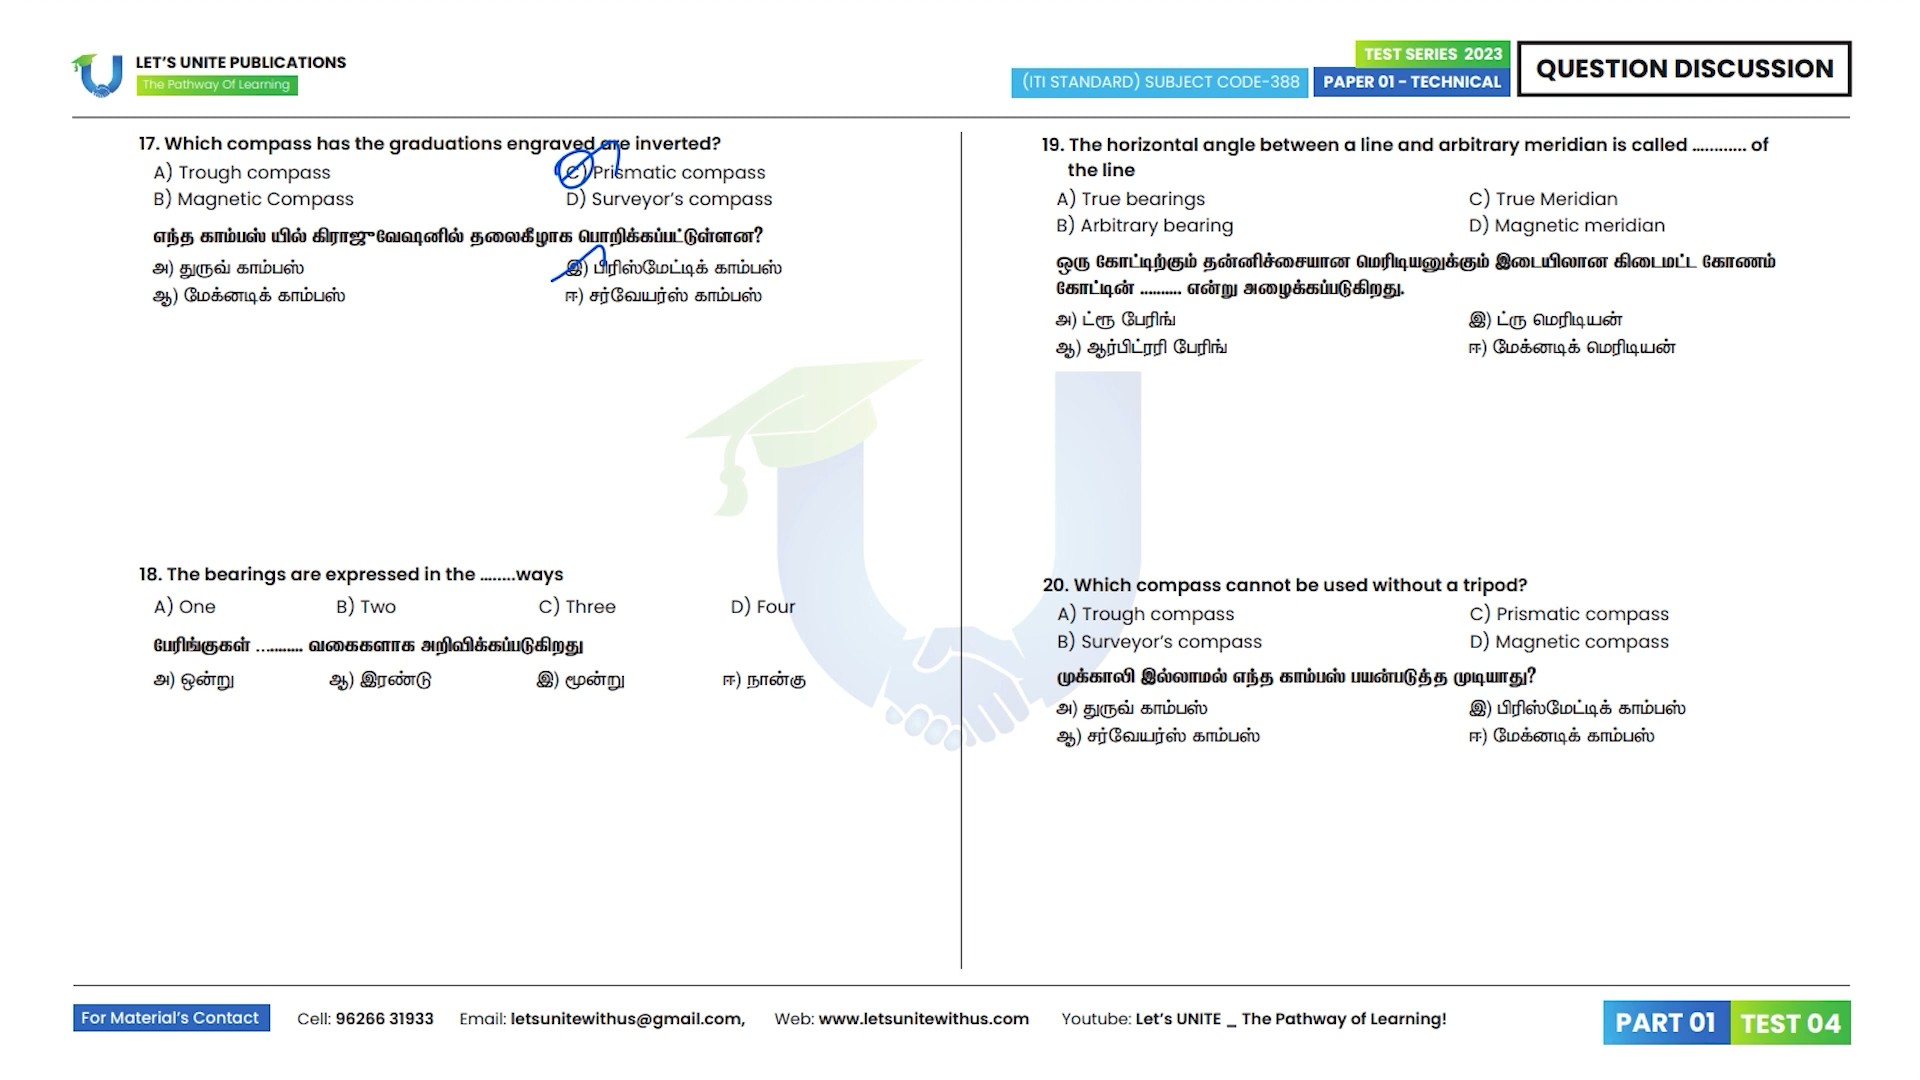 LET'S UNITE PUBLICATIONS
The Pathway Of Learning
TEST SERIES 2023
(ITI STANDARD) SUBJECT CODE-388
PAPER 01 - TECHNICAL
QUESTION DISCUSSION
17. Which compass has the graduations engraved are inverted?
A) Trough compass
C) Prismatic compass
B) Magnetic Compass
D) Surveyor's compass
எந்த காம்பஸ் யில் கிராஜுவேஷனில் தலைகீழாக பொறிக்கப்பட்டுள்ளன?
அ) துருவ் காம்பஸ்
இ) பிரிஸ்மேட்டிக் காம்பஸ்
ஆ) மேக்னடிக் காம்பஸ்
ஈ) சர்வேயர்ஸ் காம்பஸ்
18. The bearings are expressed in the ........ways
A) One B) Two C) Three D) Four
பேரிங்குகள் ........... வகைகளாக அறிவிக்கப்படுகிறது
அ) ஒன்று ஆ) இரண்டு இ) மூன்று ஈ) நான்கு
19. The horizontal angle between a line and arbitrary meridian is called ............ of
the line
A) True bearings
C) True Meridian
B) Arbitrary bearing
D) Magnetic meridian
ஒரு கோட்டிற்கும் தன்னிச்சையான மெரிடியனுக்கும் இடையிலான கிடைமட்ட கோணம்
கோட்டின் .......... என்று அழைக்கப்படுகிறது.
அ) ட்ரூ பேரிங்
இ) ட்ரு மெரிடியன்
ஆ) ஆர்பிட்ரரி பேரிங்
ஈ) மேக்னடிக் மெரிடியன்
20. Which compass cannot be used without a tripod?
A) Trough compass
C) Prismatic compass
B) Surveyor's compass
D) Magnetic compass
முக்காலி இல்லாமல் எந்த காம்பஸ் பயன்படுத்த முடியாது?
அ) துருவ் காம்பஸ்
இ) பிரிஸ்மேட்டிக் காம்பஸ்
ஆ) சர்வேயர்ஸ் காம்பஸ்
ஈ) மேக்னடிக் காம்பஸ்
For Material's Contact Cell: 96266 31933 Email: letsunitewithus@gmail.com, Web: www.letsunitewithus.com Youtube: Let's UNITE _ The Pathway of Learning!
PART 01 TEST 04